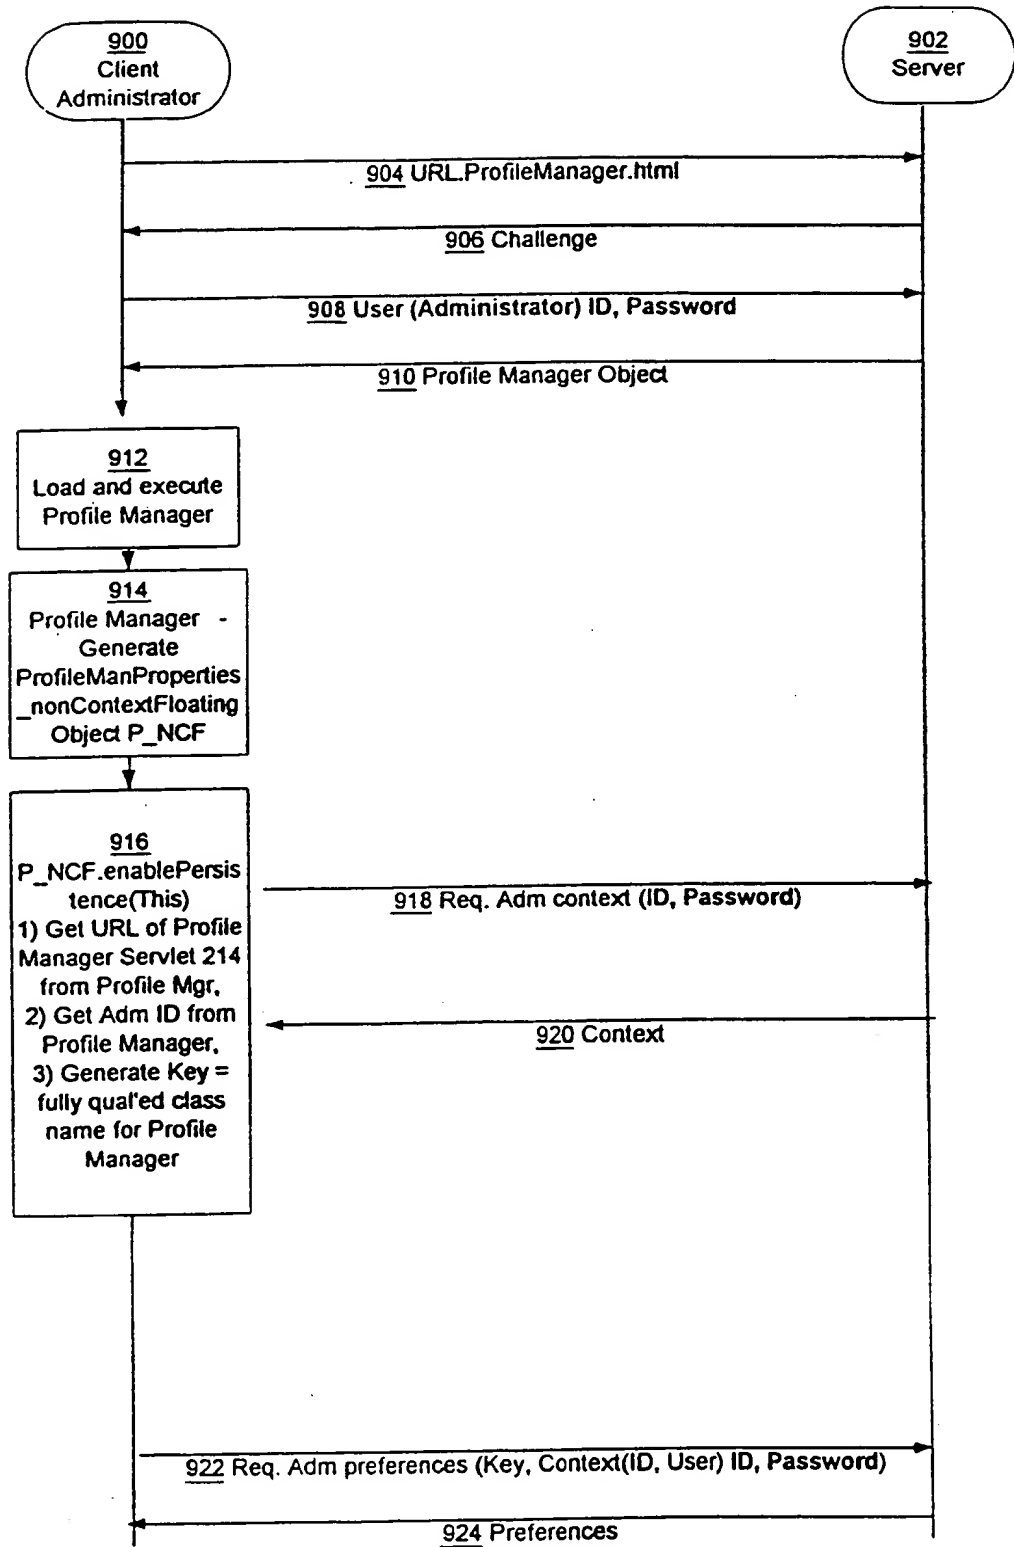 900
Client
Administrator
902
Server
904 URL.ProfileManager.html
906 Challenge
908 User (Administrator) ID, Password
910 Profile Manager Object
912
Load and execute
Profile Manager
914
Profile Manager -
Generate
ProfileManProperties
_nonContextFloating
Object P_NCF
916
P_NCF.enablePersis
tence(This)
1) Get URL of Profile
Manager Servlet 214
from Profile Mgr,
2) Get Adm ID from
Profile Manager,
3) Generate Key =
fully qual'ed class
name for Profile
Manager
918 Req. Adm context (ID, Password)
920 Context
922 Req. Adm preferences (Key, Context(ID, User) ID, Password)
924 Preferences